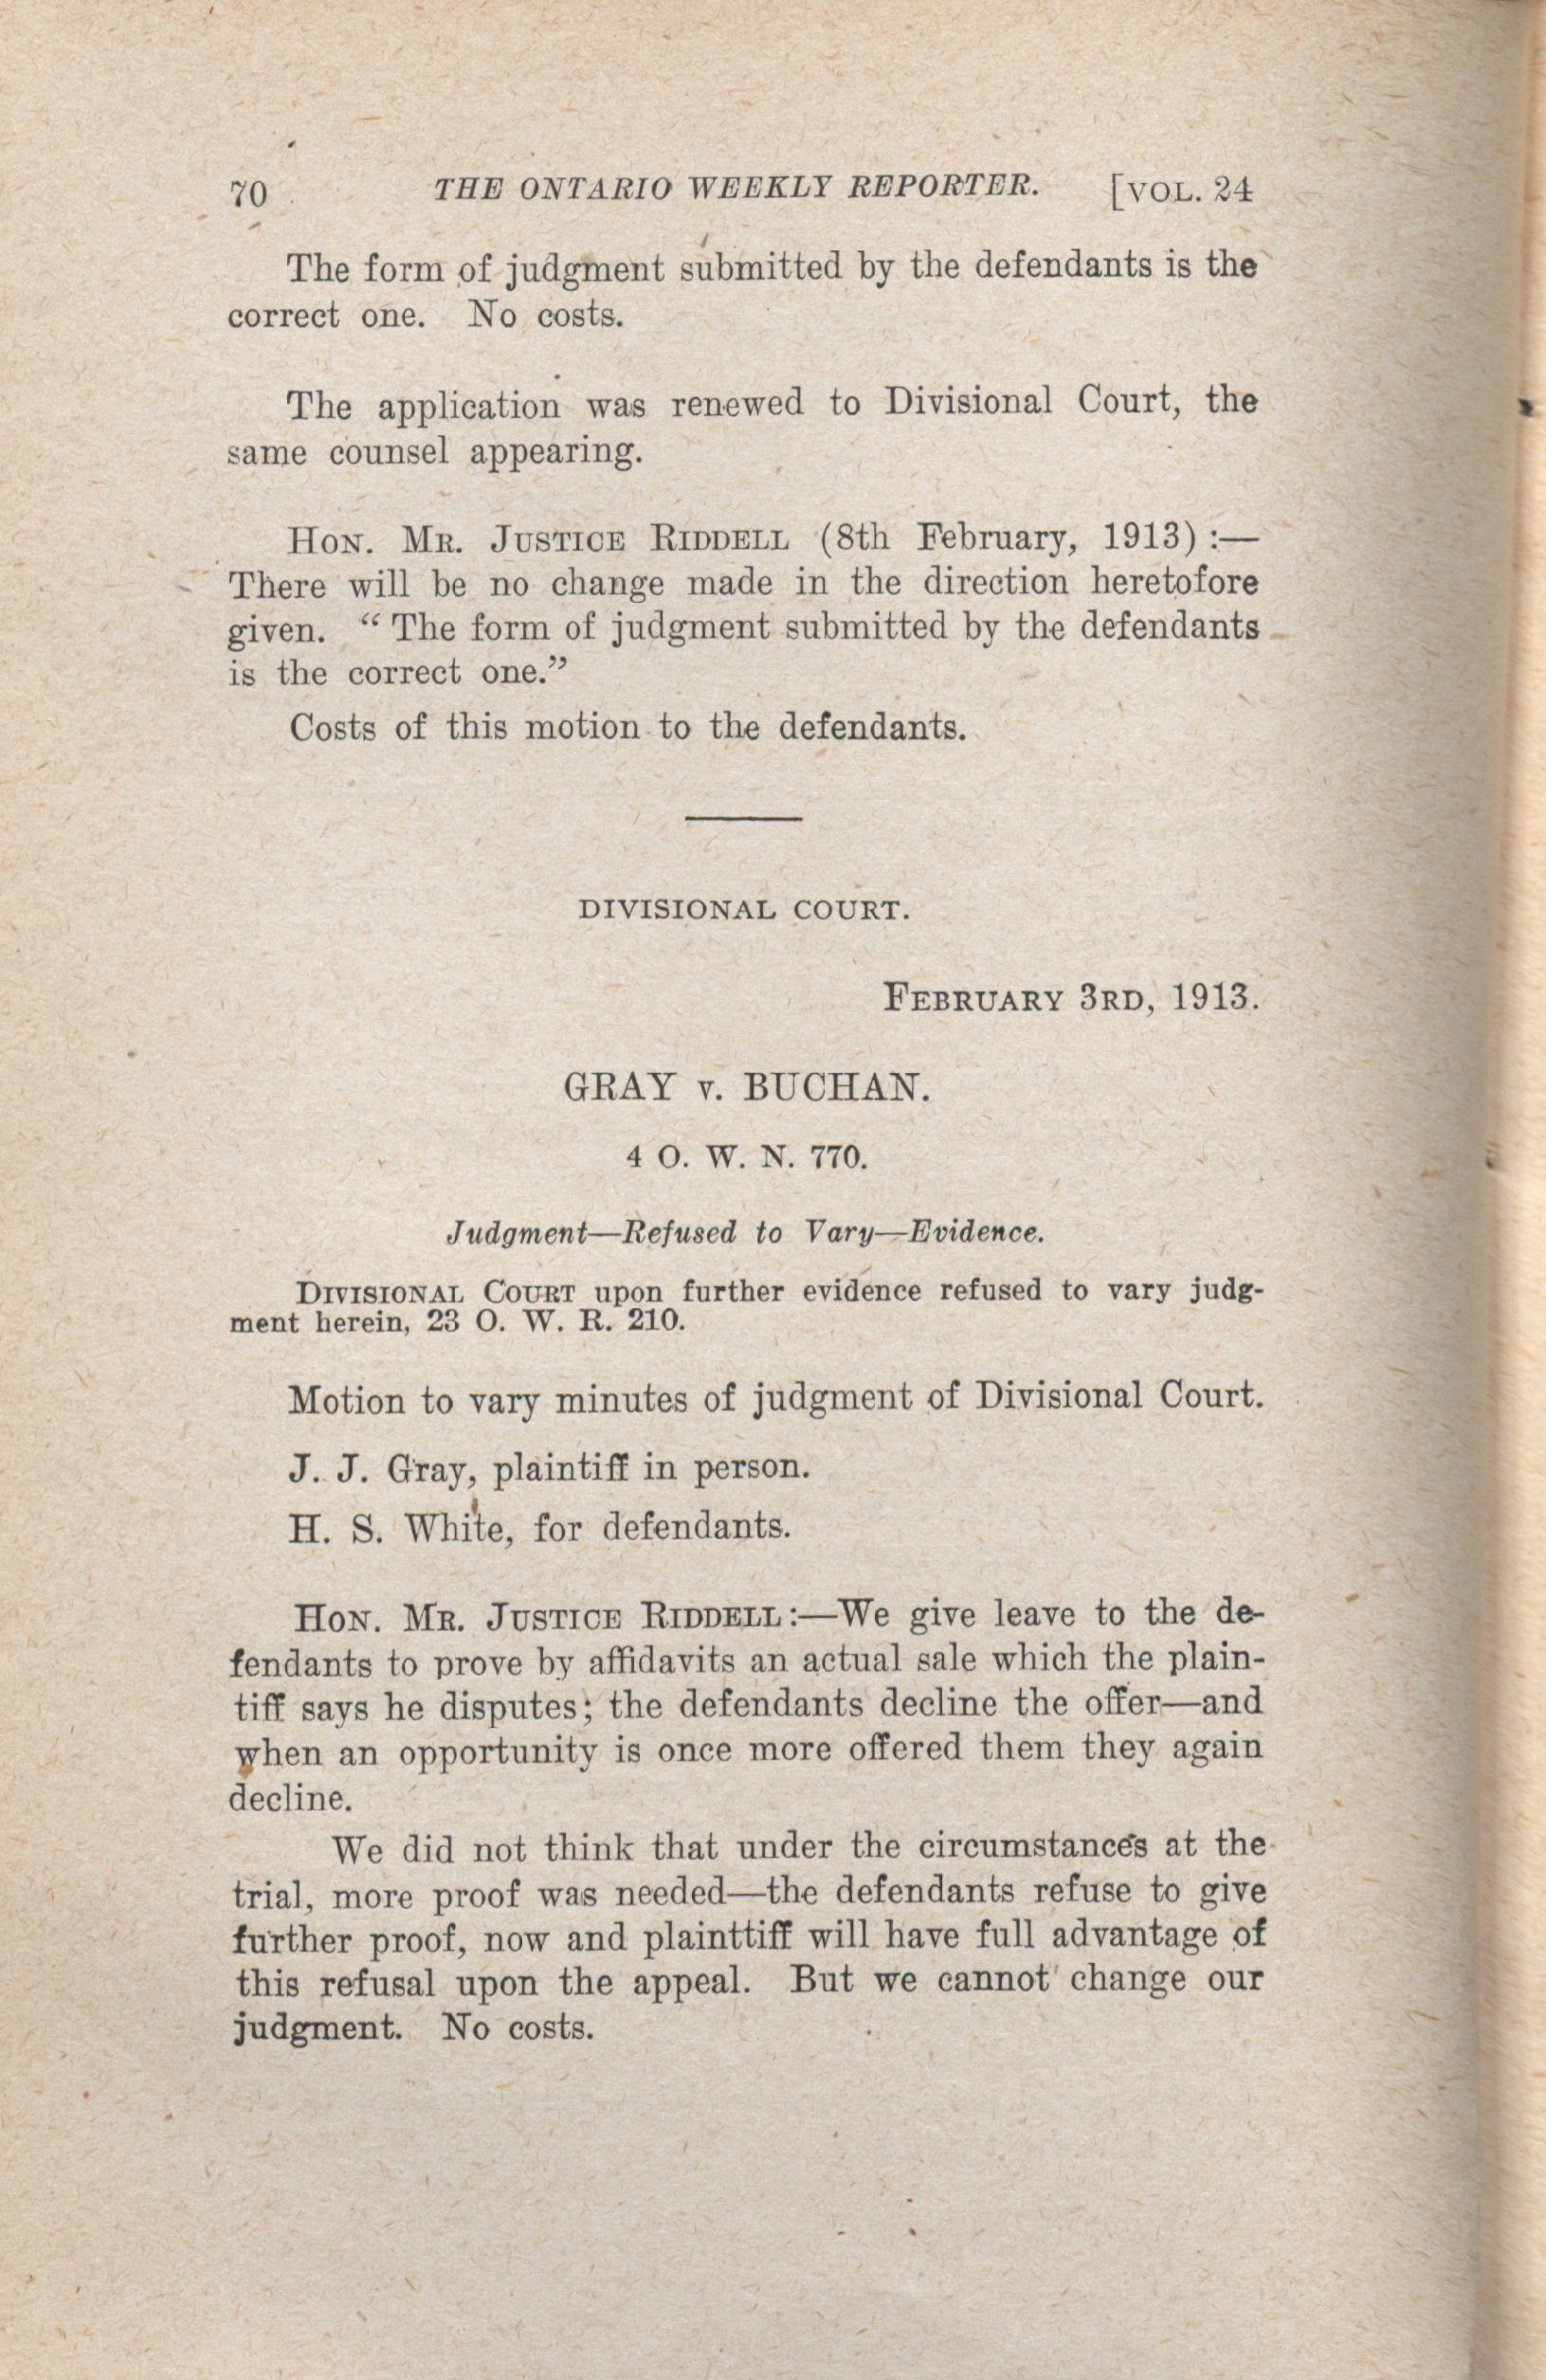 70 THE ONTARIO WEEKLY REPORTER. [VOL. 24
The form of judgment submitted by the defendants is the
correct one. No costs.
The application was renewed to Divisional Court, the
same counsel appearing.
HON. MR. JUSTICE RIDDELL (8th February, 1913) :—
There will be no change made in the direction heretofore
given. “ The form of judgment submitted by the defendants
is the correct one.”
Costs of this motion to the defendants.
DIVISIONAL COURT.
FEBRUARY 3RD, 1913.
GRAY v. BUCHAN.
4 O. W. N. 770.
Judgment—Refused to Vary—Evidence.
DIVISIONAL COURT upon further evidence refused to vary judg-
ment herein, 23 O. W. R. 210.
Motion to vary minutes of judgment of Divisional Court.
J. J. Gray, plaintiff in person.
H. S. White, for defendants.
HON. MR. JUSTICE RIDDELL:—We give leave to the de-
fendants to prove by affidavits an actual sale which the plain-
tiff says he disputes; the defendants decline the offer—and
when an opportunity is once more offered them they again
decline.
We did not think that under the circumstances at the
trial, more proof was needed—the defendants refuse to give
further proof, now and plainttiff will have full advantage of
this refusal upon the appeal. But we cannot change our
judgment. No costs.